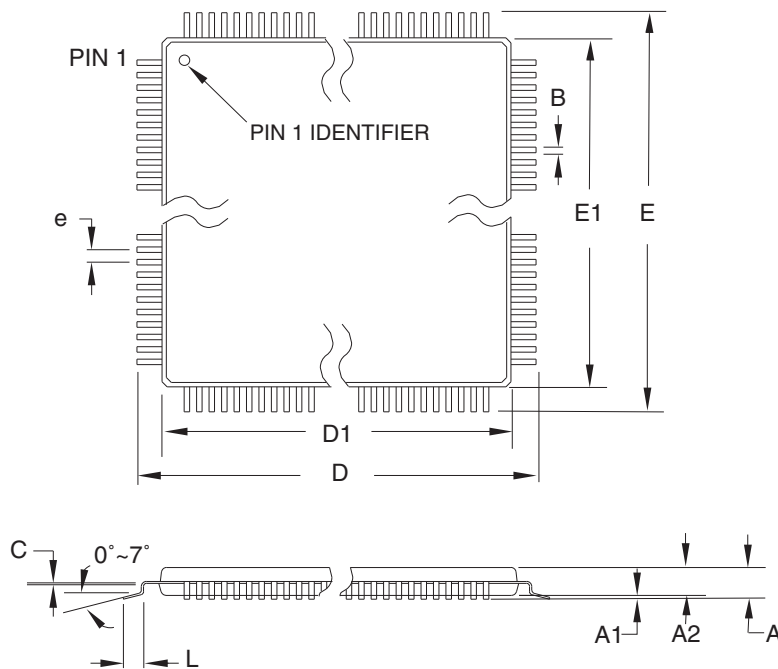 PIN 1
PIN 1 IDENTIFIER
B
e
E1
E
D1
D
C
0°~7°
L
A1
A2
A